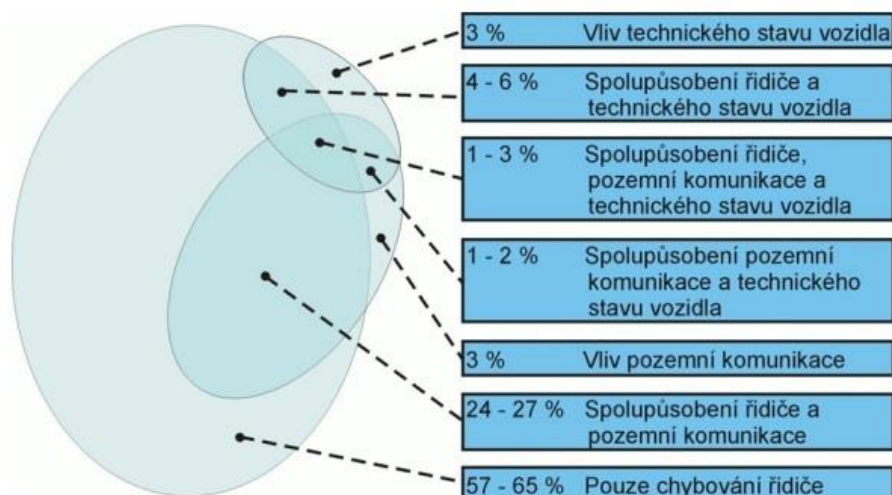 3 % Vliv technického stavu vozidla
4 - 6 % Spolupůsobení řidiče a
technického stavu vozidla
1 - 3 % Spolupůsobení řidiče,
pozemní komunikace a
technického stavu vozidla
1 - 2 % Spolupůsobení pozemní
komunikace a technického
stavu vozidla
3 % Vliv pozemní komunikace
24 - 27 % Spolupůsobení řidiče a
pozemní komunikace
57 - 65 % Pouze chybování řidiče